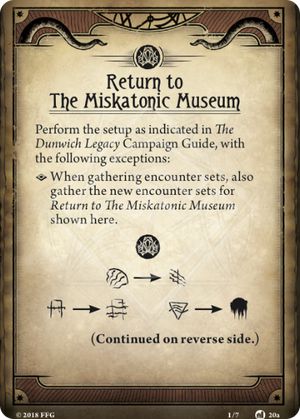 Return to
The Miskatonic Museum
Perform the setup as indicated in The
Dunwich Legacy Campaign Guide, with
the following exceptions:
When gathering encounter sets, also
gather the new encounter sets for
Return to The Miskatonic Museum
shown here.
(Continued on reverse side.)
© 2018 FFG
1/7
20a